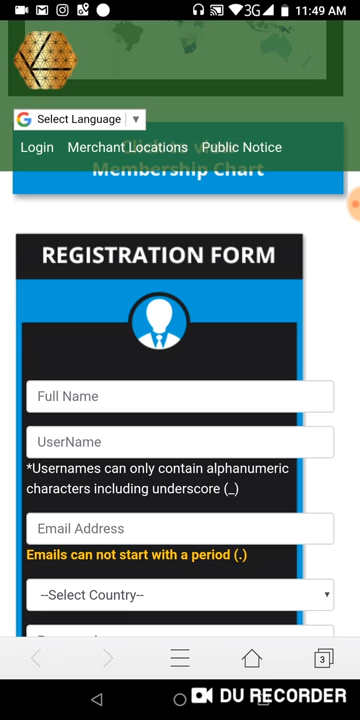 3G 11:49 AM
Select Language
Login Merchant Locations Public Notice
Membership Chart
REGISTRATION FORM
Full Name
UserName
*Usernames can only contain alphanumeric
characters including underscore (_)
Email Address
Emails can not start with a period (.)
--Select Country--
3
DU RECORDER